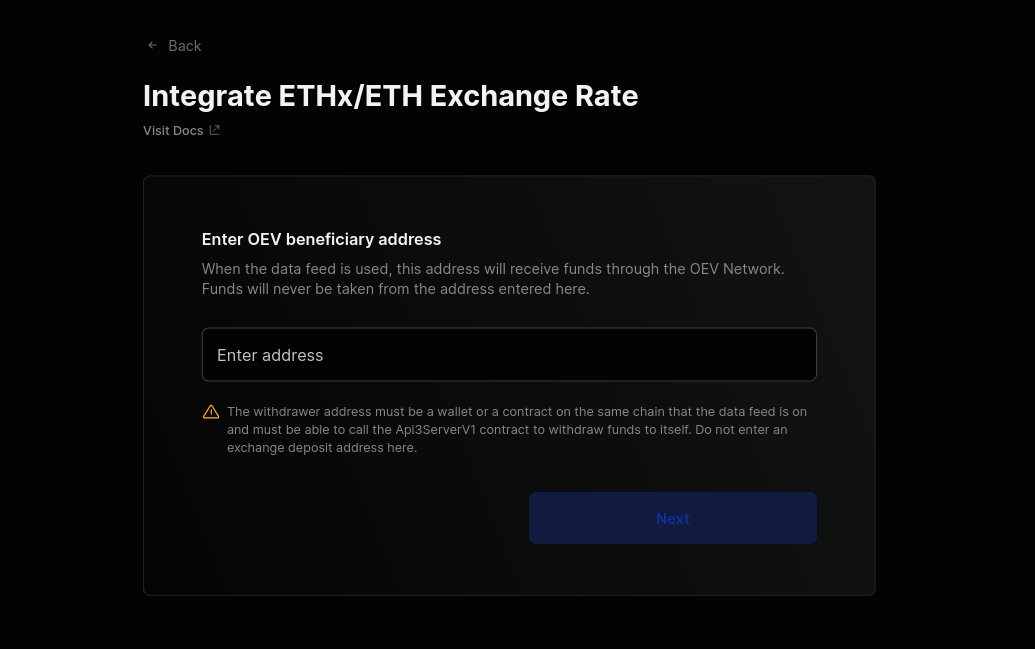 Back
Integrate ETHx/ETH Exchange Rate
Visit Docs
Enter OEV beneficiary address
When the data feed is used, this address will receive funds through the OEV Network.
Funds will never be taken from the address entered here.
Enter address
The withdrawer address must be a wallet or a contract on the same chain that the data feed is on
and must be able to call the Api3ServerV1 contract to withdraw funds to itself. Do not enter an
exchange deposit address here.
Next